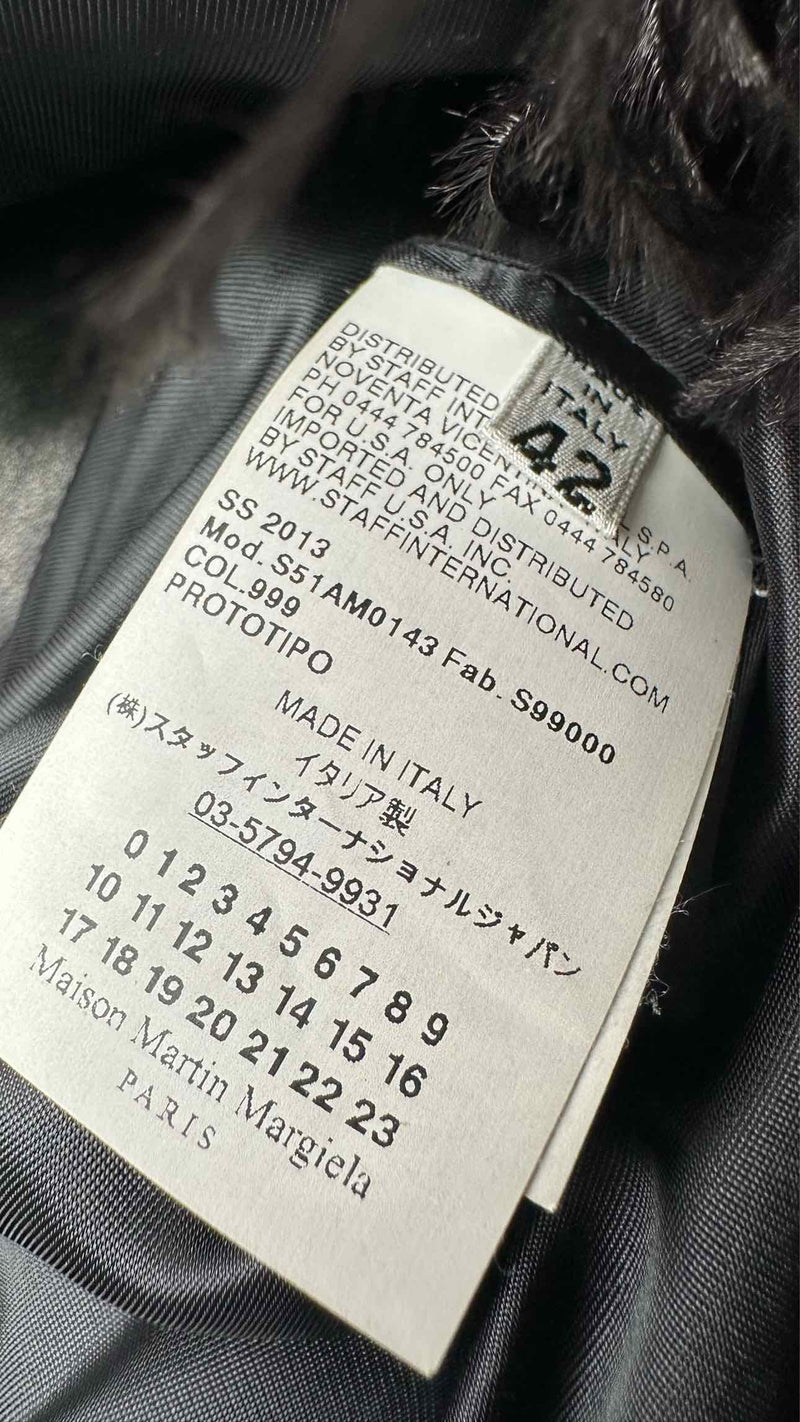 DISTRIBUTED
BY STAFF INT L S.P.A.
NOVENTA VICENTI ALY
PH 0444 784500 FAX 0444 784580
FOR U.S.A. ONLY
IMPORTED AND DISTRIBUTED
BY STAFF U.S.A. INC.
WWW.STAFFINTERNATIONAL.COM
IN
ITALY
42
SS 2013
Mod. S51AM0143 Fab. S99000
COL.999
PROTOTIPO
MADE IN ITALY
イタリア製
(株)スタッフインターナショナルジャパン
03-5794-9931
0 1 2 3 4 5 6 7 8 9
10 11 12 13 14 15 16
17 18 19 20 21 22 23
Maison Martin Margiela
PARIS